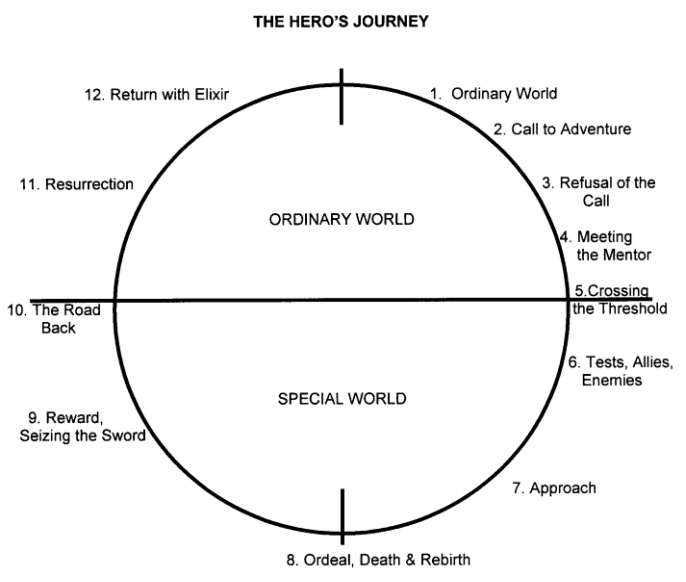 THE HERO'S JOURNEY
12. Return with Elixir
1. Ordinary World
2. Call to Adventure
11. Resurrection
3. Refusal of the
Call
ORDINARY WORLD
4. Meeting
the Mentor
5.Crossing
the Threshold
10. The Road
Back
6. Tests, Allies,
Enemies
SPECIAL WORLD
9. Reward,
Seizing the Sword
7. Approach
8. Ordeal, Death & Rebirth